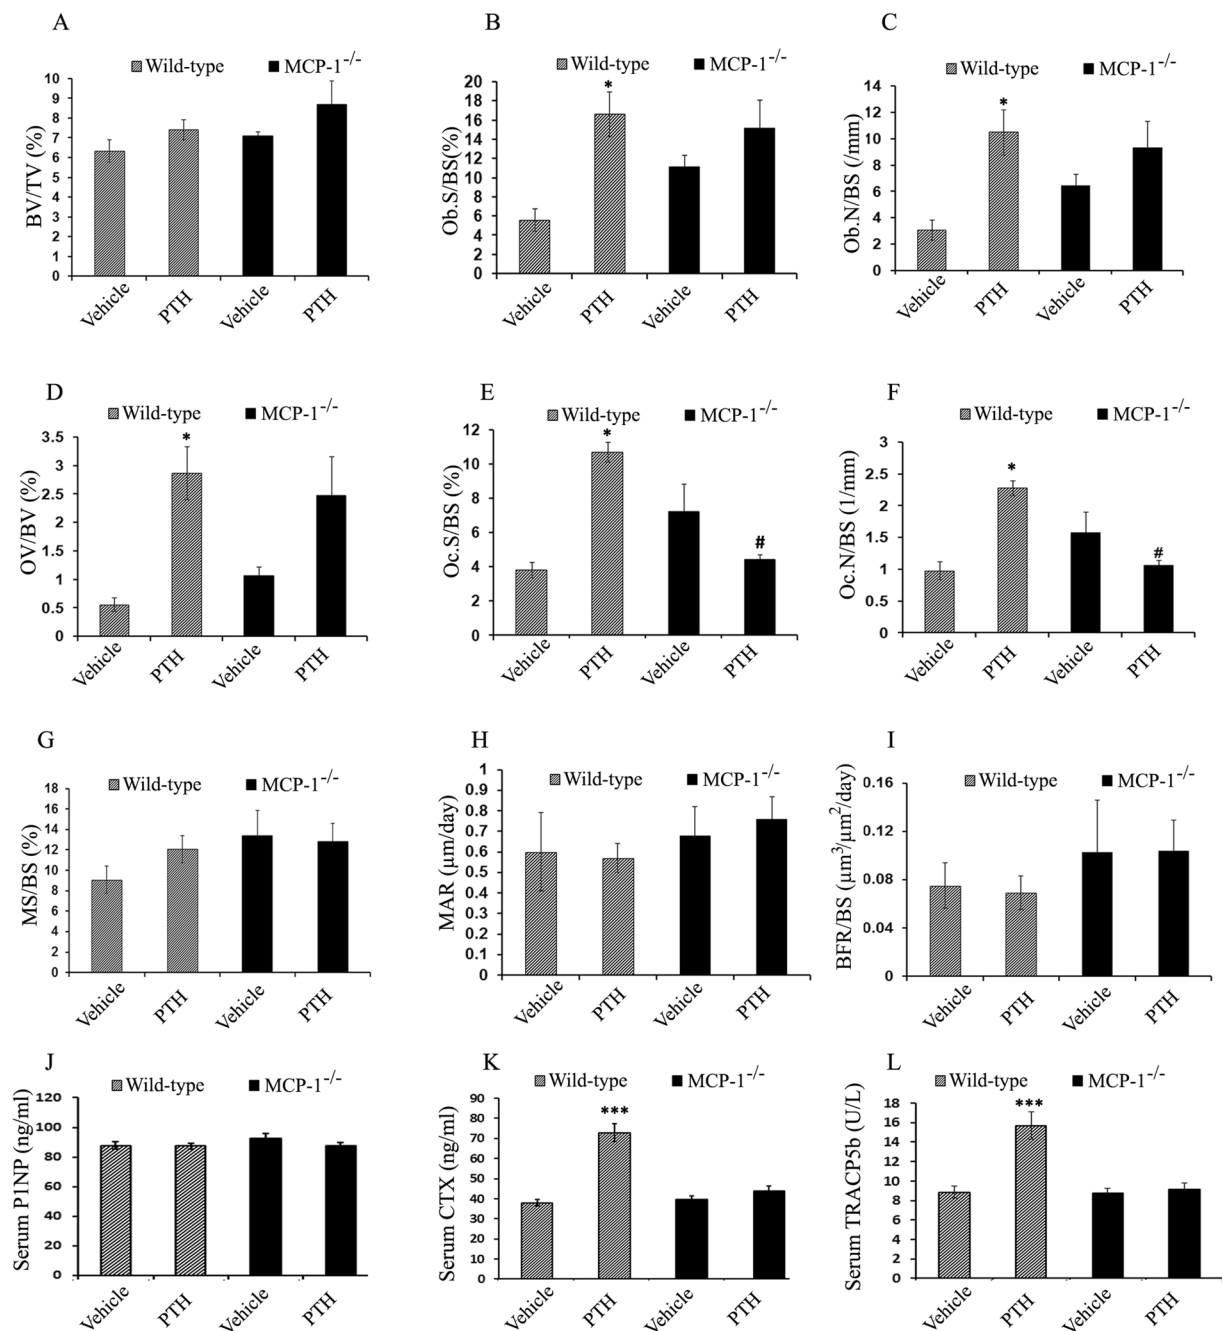 A
Wild-type MCP-1-/-
BV/TV (%)
10
9
8
7
6
5
4
3
2
1
0
Vehicle PTH Vehicle PTH
B
Wild-type MCP-1-/-
Ob.S/BS(%)
20
18
16
14
12
10
8
6
4
2
0
*
Vehicle PTH Vehicle PTH
C
Wild-type MCP-1-/-
Ob.N/BS (/mm)
14
12
10
8
6
4
2
0
*
Vehicle PTH Vehicle PTH
D
Wild-type MCP-1-/-
OV/BV (%)
3.5
3
2.5
2
1.5
1
0.5
0
*
Vehicle PTH Vehicle PTH
E
Wild-type MCP-1-/-
Oc.S/BS (%)
12
10
8
6
4
2
0
*
#
Vehicle PTH Vehicle PTH
F
Wild-type MCP-1-/-
Oc.N/BS (1/mm)
3
2.5
2
1.5
1
0.5
0
*
#
Vehicle PTH Vehicle PTH
G
Wild-type MCP-1-/-
MS/BS (%)
18
16
14
12
10
8
6
4
2
0
Vehicle PTH Vehicle PTH
H
Wild-type MCP-1-/-
MAR (µm/day)
1
0.9
0.8
0.7
0.6
0.5
0.4
0.3
0.2
0.1
0
Vehicle PTH Vehicle PTH
I
Wild-type MCP-1-/-
BFR/BS (µm3/µm2/day)
0.16
0.12
0.08
0.04
0
Vehicle PTH Vehicle PTH
J
Wild-type MCP-1-/-
Serum P1NP (ng/ml)
120
100
80
60
40
20
0
Vehicle PTH Vehicle PTH
K
Wild-type MCP-1-/-
Serum CTX (ng/ml)
90
80
70
60
50
40
30
20
10
0
***
Vehicle PTH Vehicle PTH
L
Wild-type MCP-1-/-
Serum TRACP5b (U/L)
18
16
14
12
10
8
6
4
2
0
***
Vehicle PTH Vehicle PTH